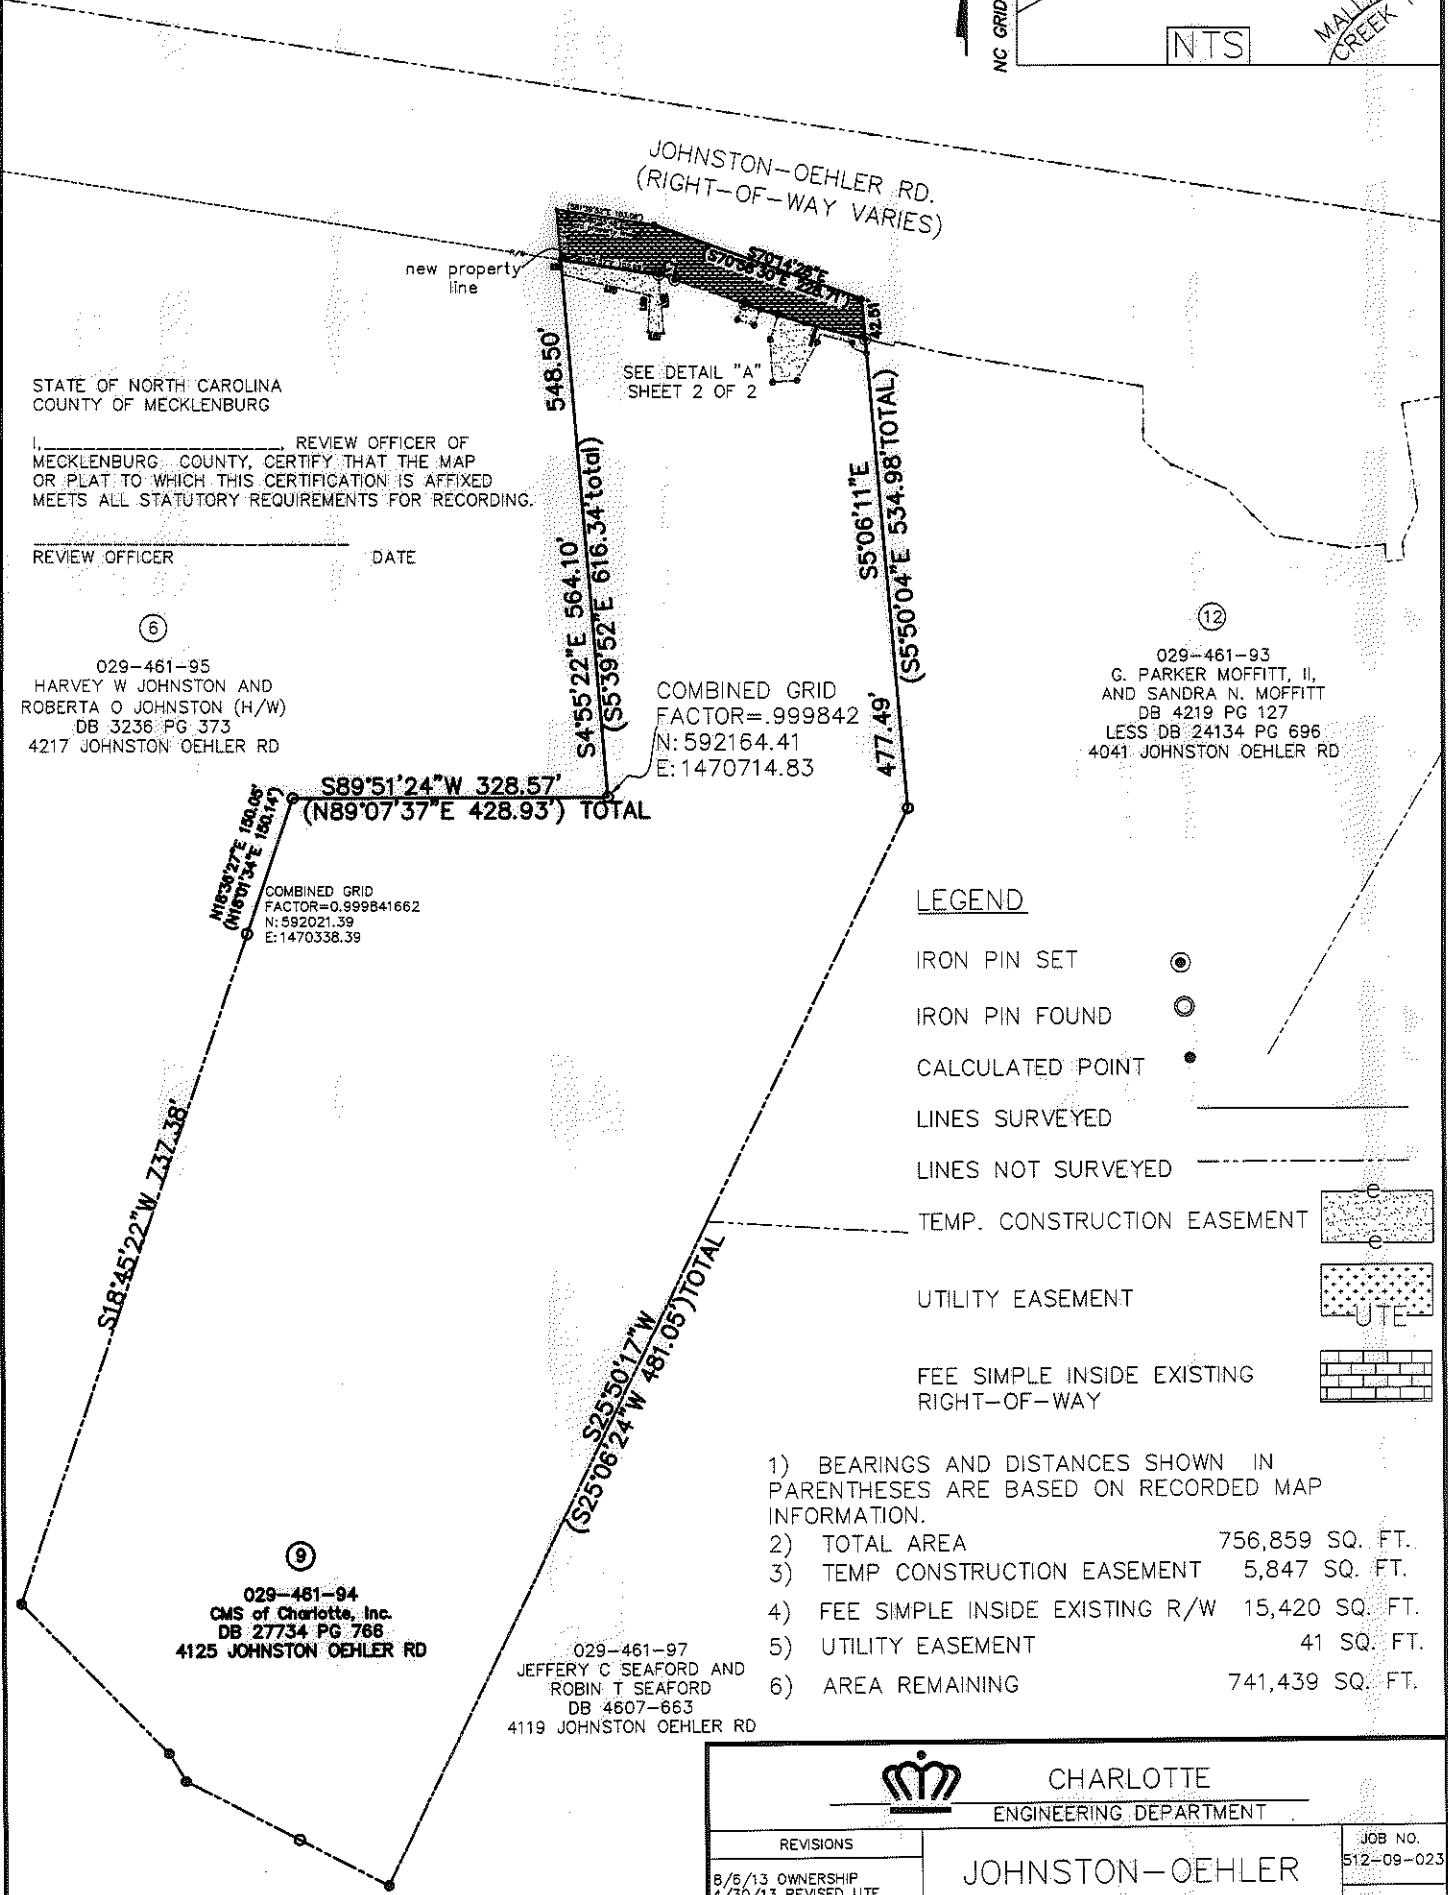 NC GRID
NTS
CREEK
JOHNSTON-OEHLER RD.
(RIGHT-OF-WAY VARIES)
S70°14'25"E
(S70°58'30"E 228.71')
42.51'
new property
line
SEE DETAIL "A"
SHEET 2 OF 2
548.50'
S4°55'22"E 564.10'
(S5°39'52"E 616.34'total)
S5°06'11"E
(S5°50'04"E 534.98'TOTAL)
477.49'
STATE OF NORTH CAROLINA
COUNTY OF MECKLENBURG
I,______________________, REVIEW OFFICER OF
MECKLENBURG COUNTY, CERTIFY THAT THE MAP
OR PLAT TO WHICH THIS CERTIFICATION IS AFFIXED
MEETS ALL STATUTORY REQUIREMENTS FOR RECORDING.
REVIEW OFFICER DATE
6
029-461-95
HARVEY W JOHNSTON AND
ROBERTA O JOHNSTON (H/W)
DB 3236 PG 373
4217 JOHNSTON OEHLER RD
12
029-461-93
G. PARKER MOFFITT, II,
AND SANDRA N. MOFFITT
DB 4219 PG 127
LESS DB 24134 PG 696
4041 JOHNSTON OEHLER RD
COMBINED GRID
FACTOR=.999842
N: 592164.41
E: 1470714.83
S89°51'24"W 328.57'
(N89°07'37"E 428.93') TOTAL
N18°38'27"E 150.05'
(N18°01'34"E 150.14')
COMBINED GRID
FACTOR=0.999841662
N: 592021.39
E: 1470338.39
S18°45'22"W 737.38'
S25°50'17"W
(S25°06'24"W 481.05')TOTAL
LEGEND
IRON PIN SET
IRON PIN FOUND
CALCULATED POINT
LINES SURVEYED
LINES NOT SURVEYED
TEMP. CONSTRUCTION EASEMENT
e
e
UTILITY EASEMENT
UTE
FEE SIMPLE INSIDE EXISTING
RIGHT-OF-WAY
1) BEARINGS AND DISTANCES SHOWN IN
PARENTHESES ARE BASED ON RECORDED MAP
INFORMATION.
2) TOTAL AREA 756,859 SQ. FT.
3) TEMP CONSTRUCTION EASEMENT 5,847 SQ. FT.
4) FEE SIMPLE INSIDE EXISTING R/W 15,420 SQ. FT.
5) UTILITY EASEMENT 41 SQ. FT.
6) AREA REMAINING 741,439 SQ. FT.
9
029-461-94
CMS of Charlotte, Inc.
DB 27734 PG 766
4125 JOHNSTON OEHLER RD
029-461-97
JEFFERY C SEAFORD AND
ROBIN T SEAFORD
DB 4607-663
4119 JOHNSTON OEHLER RD
CHARLOTTE
ENGINEERING DEPARTMENT
REVISIONS
8/6/13 OWNERSHIP
4/30/13 REVISED UTE
JOHNSTON-OEHLER
JOB NO.
512-09-023